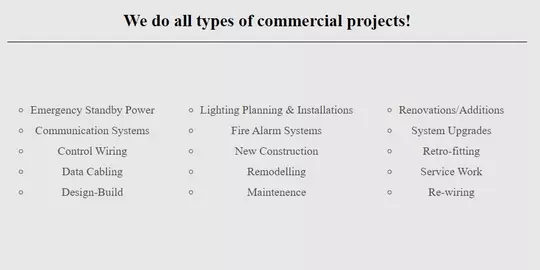 We do all types of commercial projects!
Emergency Standby Power
Communication Systems
Control Wiring
Data Cabling
Design-Build
Lighting Planning & Installations
Fire Alarm Systems
New Construction
Remodelling
Maintenence
Renovations/Additions
System Upgrades
Retro-fitting
Service Work
Re-wiring